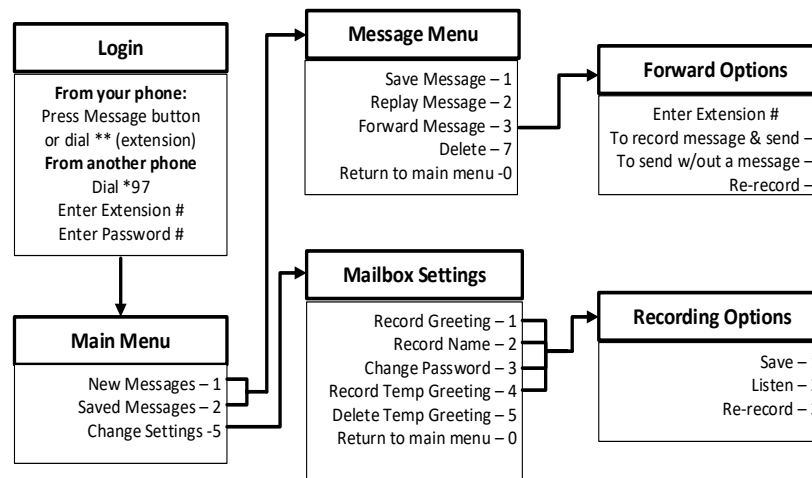 Login
From your phone:
Press Message button
or dial ** (extension)
From another phone
Dial *97
Enter Extension #
Enter Password #
Main Menu
New Messages – 1
Saved Messages – 2
Change Settings -5
Message Menu
Save Message – 1
Replay Message – 2
Forward Message – 3
Delete – 7
Return to main menu -0
Mailbox Settings
Record Greeting – 1
Record Name – 2
Change Password – 3
Record Temp Greeting – 4
Delete Temp Greeting – 5
Return to main menu – 0
Forward Options
Enter Extension #
To record message & send –
To send w/out a message –
Re-record –
Recording Options
Save –
Listen –
Re-record –